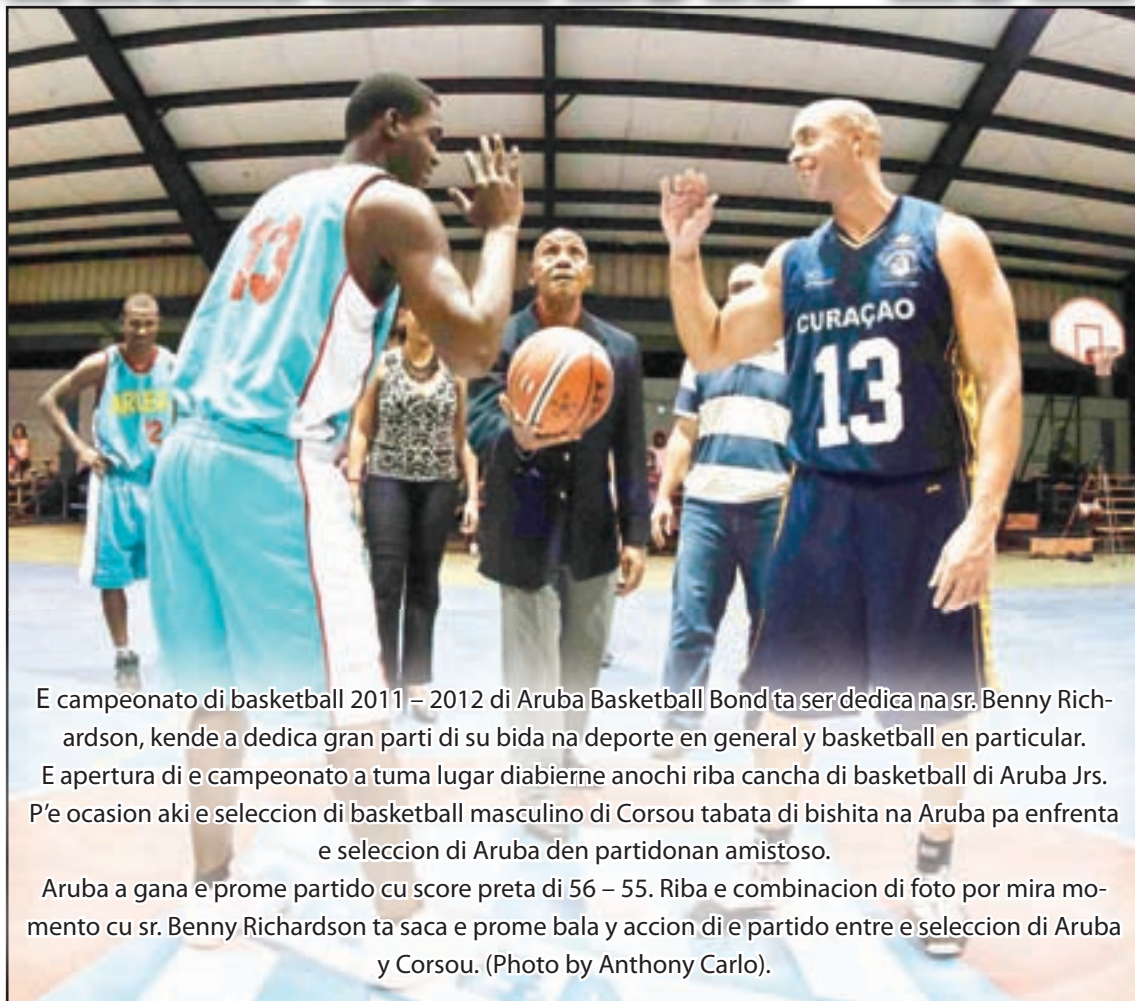 13
ARUBA
2
CURAÇAO
13
E campeonato di basketball 2011 – 2012 di Aruba Basketball Bond ta ser dedica na sr. Benny Rich-
ardson, kende a dedica gran parti di su bida na deporte en general y basketball en particular.
E apertura di e campeonato a tuma lugar diabierne anochi riba cancha di basketball di Aruba Jrs.
P'e ocasion aki e seleccion di basketball masculino di Corsou tabata di bishita na Aruba pa enfrenta
e seleccion di Aruba den partidonan amistoso.
Aruba a gana e prome partido cu score preta di 56 – 55. Riba e combinacion di foto por mira mo-
mento cu sr. Benny Richardson ta saca e prome bala y accion di e partido entre e seleccion di Aruba
y Corsou. (Photo by Anthony Carlo).